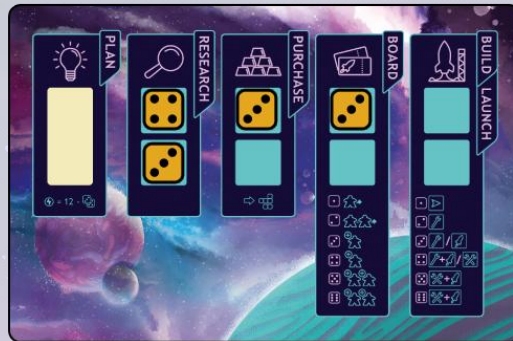 PLAN
RESEARCH
PURCHASE
BOARD
BUILD
LAUNCH
= 12 -